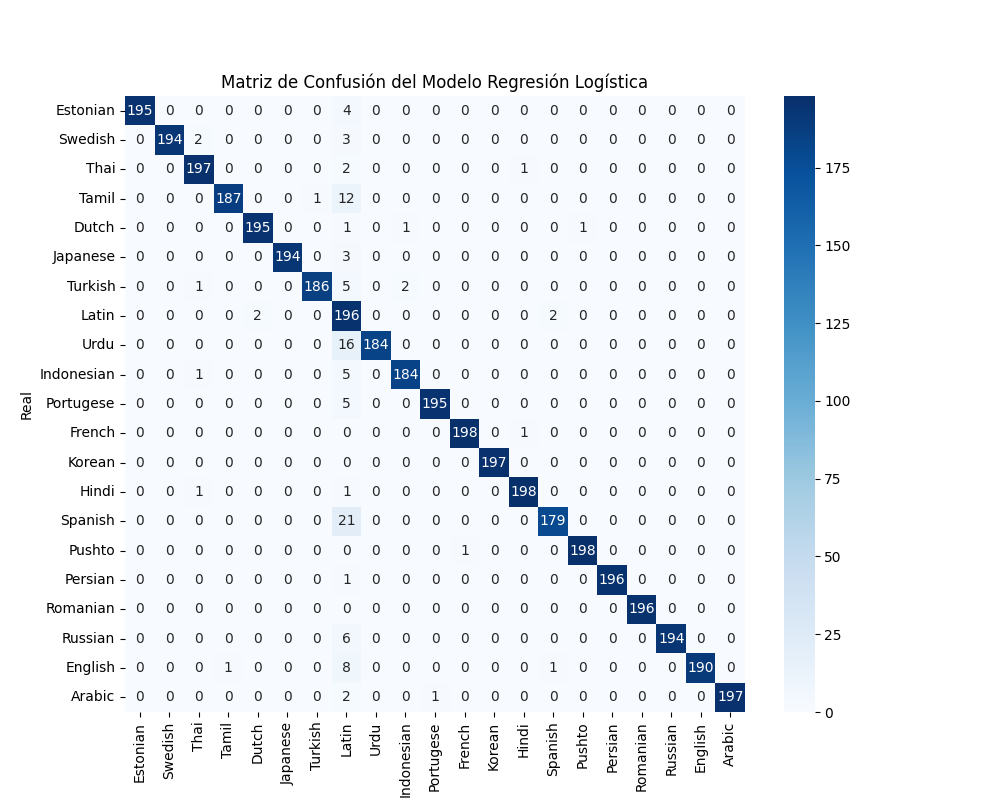 Matriz de Confusión del Modelo Regresión Logística
Estonian 195 0 0 0 0 0 0 4 0 0 0 0 0 0 0 0 0 0 0 0 0
Swedish 0 194 2 0 0 0 0 3 0 0 0 0 0 0 0 0 0 0 0 0 0
Thai 0 0 197 0 0 0 0 2 0 0 0 0 0 1 0 0 0 0 0 0 0
Tamil 0 0 0 187 0 0 1 12 0 0 0 0 0 0 0 0 0 0 0 0 0
Dutch 0 0 0 0 195 0 0 1 0 1 0 0 0 0 0 1 0 0 0 0 0
Japanese 0 0 0 0 0 194 0 3 0 0 0 0 0 0 0 0 0 0 0 0 0
Turkish 0 0 1 0 0 0 186 5 0 2 0 0 0 0 0 0 0 0 0 0 0
Latin 0 0 0 0 2 0 0 196 0 0 0 0 0 0 2 0 0 0 0 0 0
Urdu 0 0 0 0 0 0 0 16 184 0 0 0 0 0 0 0 0 0 0 0 0
Indonesian 0 0 1 0 0 0 0 5 0 184 0 0 0 0 0 0 0 0 0 0 0
Portugese 0 0 0 0 0 0 0 5 0 0 195 0 0 0 0 0 0 0 0 0 0
French 0 0 0 0 0 0 0 0 0 0 0 198 0 1 0 0 0 0 0 0 0
Korean 0 0 0 0 0 0 0 0 0 0 0 0 197 0 0 0 0 0 0 0 0
Hindi 0 0 1 0 0 0 0 1 0 0 0 0 0 198 0 0 0 0 0 0 0
Spanish 0 0 0 0 0 0 0 21 0 0 0 0 0 0 179 0 0 0 0 0 0
Pushto 0 0 0 0 0 0 0 0 0 0 0 1 0 0 0 198 0 0 0 0 0
Persian 0 0 0 0 0 0 0 1 0 0 0 0 0 0 0 0 196 0 0 0 0
Romanian 0 0 0 0 0 0 0 0 0 0 0 0 0 0 0 0 0 196 0 0 0
Russian 0 0 0 0 0 0 0 6 0 0 0 0 0 0 0 0 0 0 194 0 0
English 0 0 0 1 0 0 0 8 0 0 0 0 0 0 1 0 0 0 0 190 0
Arabic 0 0 0 0 0 0 0 2 0 0 1 0 0 0 0 0 0 0 0 0 197
Real
Estonian Swedish Thai Tamil Dutch Japanese Turkish Latin Urdu Indonesian Portugese French Korean Hindi Spanish Pushto Persian Romanian Russian English Arabic
175
150
125
100
75
50
25
0